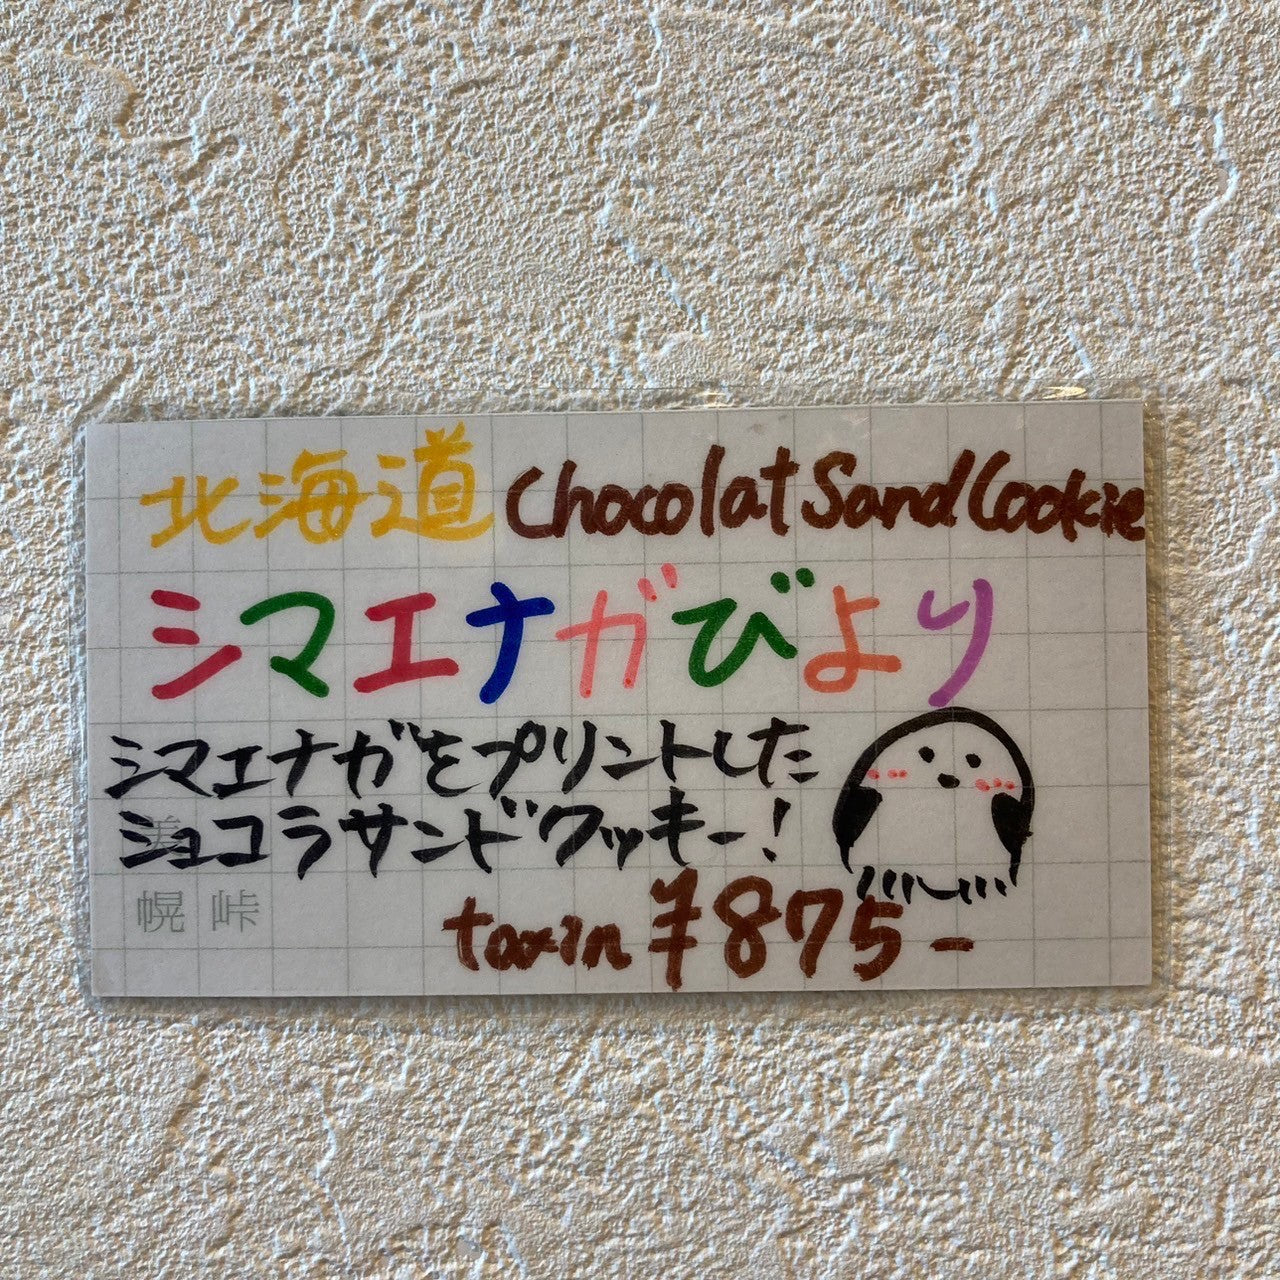 北海道 Chocolat Sand Cookie
シマエナガびより
シマエナガをプリントした
ショコラサンドクッキー!
美
幌 峠
taxin ¥875-